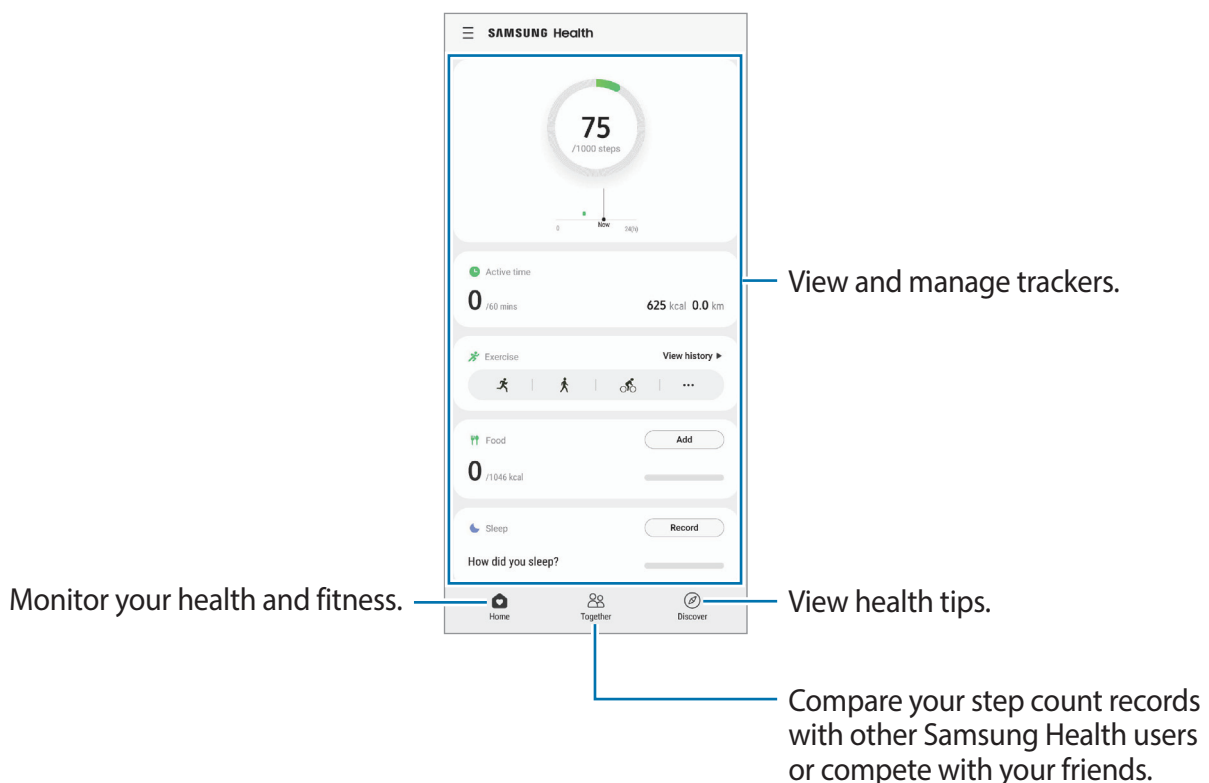 SAMSUNG Health
75
/1000 steps
0 Now 24(h)
Active time
0 /60 mins 625 kcal 0.0 km
View and manage trackers.
Exercise View history
Food Add
0 /1046 kcal
Sleep Record
How did you sleep?
Monitor your health and fitness.
Home Together Discover
View health tips.
Compare your step count records
with other Samsung Health users
or compete with your friends.